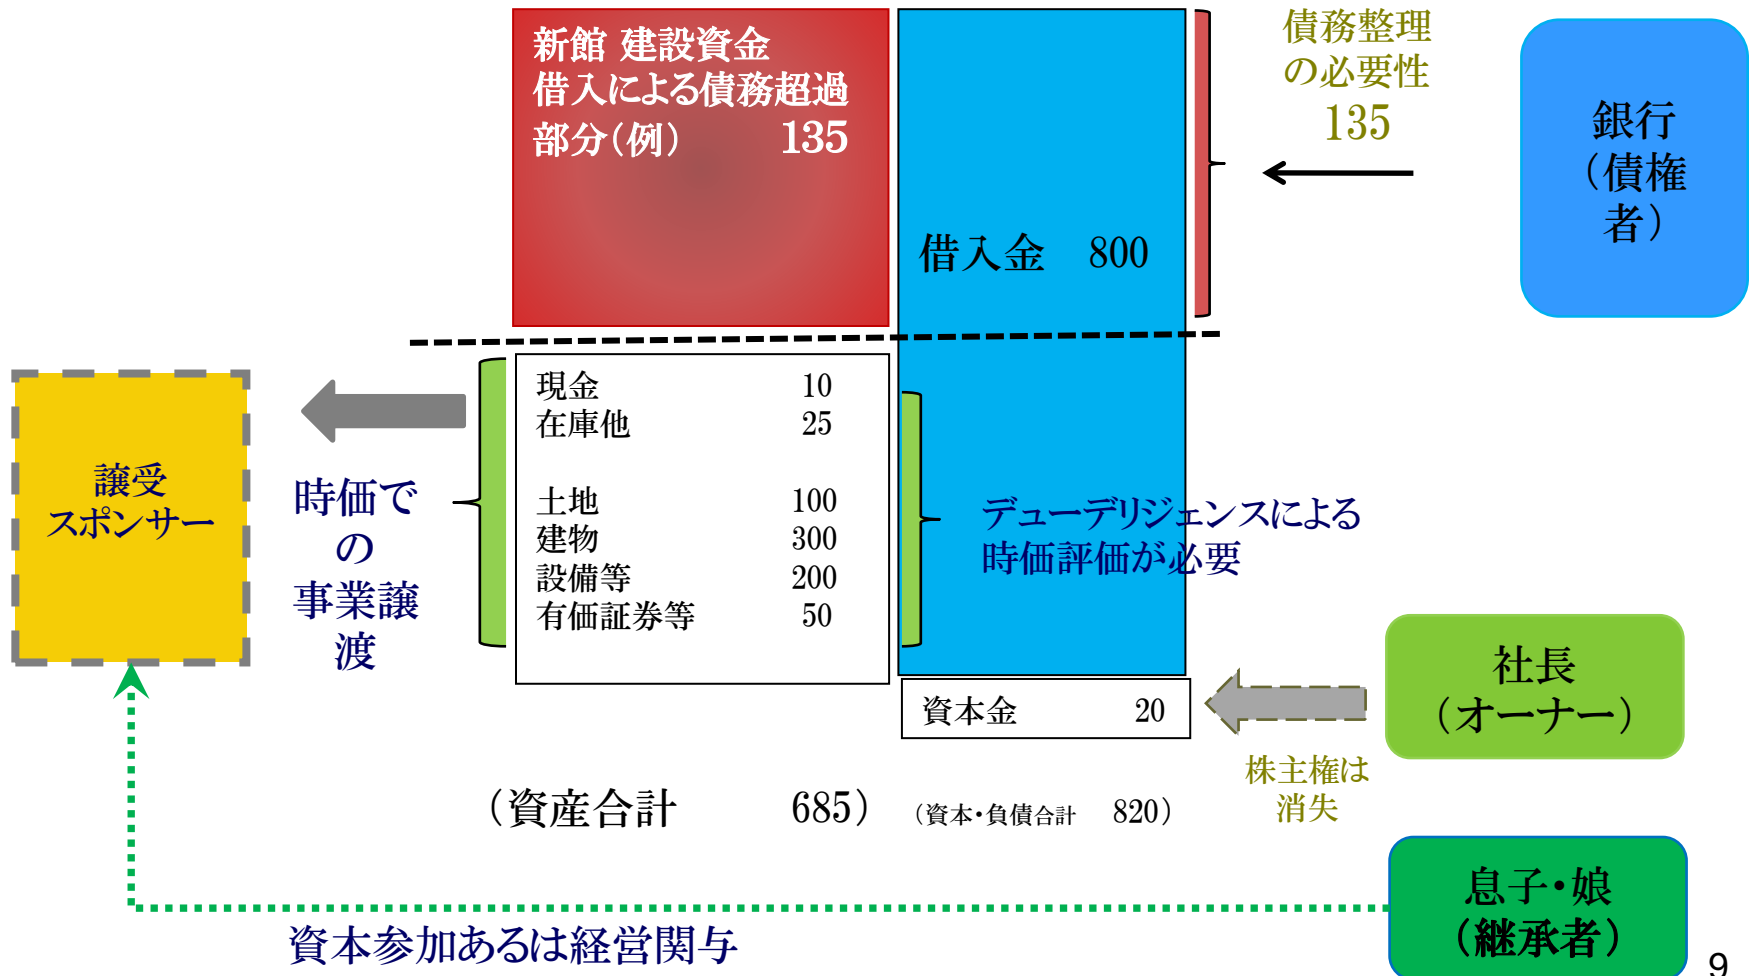 新館 建設資金
借入による債務超過
部分(例) 135
借入金 800
債務整理
の必要性
135
銀行
(債権
者)
譲受
スポンサー
時価で
の
事業譲
渡
現金 10
在庫他 25
土地 100
建物 300
設備等 200
有価証券等 50
デューデリジェンスによる
時価評価が必要
資本金 20
社長
(オーナー)
株主権は
消失
(資産合計 685)
(資本・負債合計 820)
息子・娘
(継承者)
資本参加あるは経営関与
9